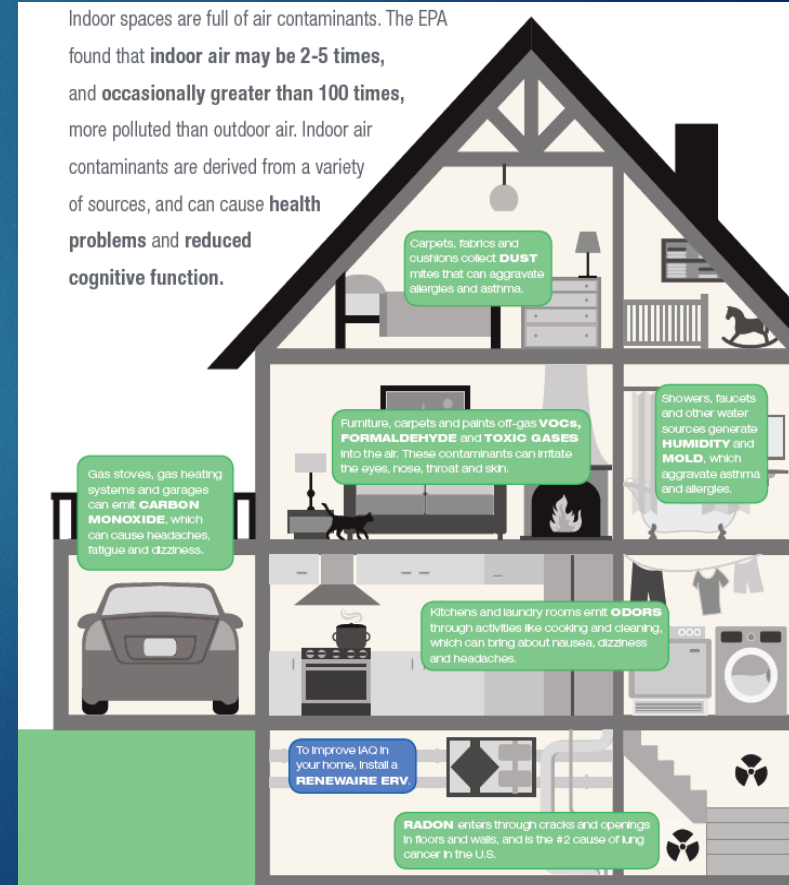 Indoor spaces are full of air contaminants. The EPA
found that indoor air may be 2-5 times,
and occasionally greater than 100 times,
more polluted than outdoor air. Indoor air
contaminants are derived from a variety
of sources, and can cause health
problems and reduced
cognitive function.
Carpets, fabrics and
cushions collect DUST
mites that can aggravate
allergies and asthma.
Furniture, carpets and paints off-gas VOCs,
FORMALDEHYDE and TOXIC GASES
into the air. These contaminants can irritate
the eyes, nose, throat and skin.
Showers, faucets
and other water
sources generate
HUMIDITY and
MOLD, which
aggravate asthma
and allergies.
Gas stoves, gas heating
systems and garages
can emit CARBON
MONOXIDE, which
can cause headaches,
fatigue and dizziness.
Kitchens and laundry rooms emit ODORS
through activities like cooking and cleaning,
which can bring about nausea, dizziness
and headaches.
To improve IAQ in
your home, install a
RENEWAIRE ERV.
RADON enters through cracks and openings
in floors and walls, and is the #2 cause of lung
cancer in the U.S.